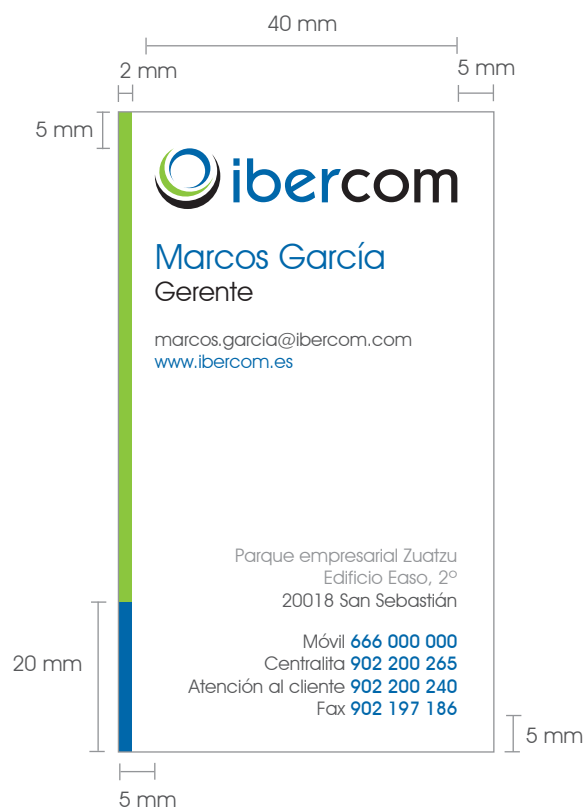 40 mm
2 mm
5 mm
5 mm
ibercom
Marcos García
Gerente
marcos.garcia@ibercom.com
www.ibercom.es
Parque empresarial Zuatzu
Edificio Easo, 2º
20018 San Sebastián
Móvil 666 000 000
20 mm
Centralita 902 200 265
Atención al cliente 902 200 240
Fax 902 197 186
5 mm
5 mm